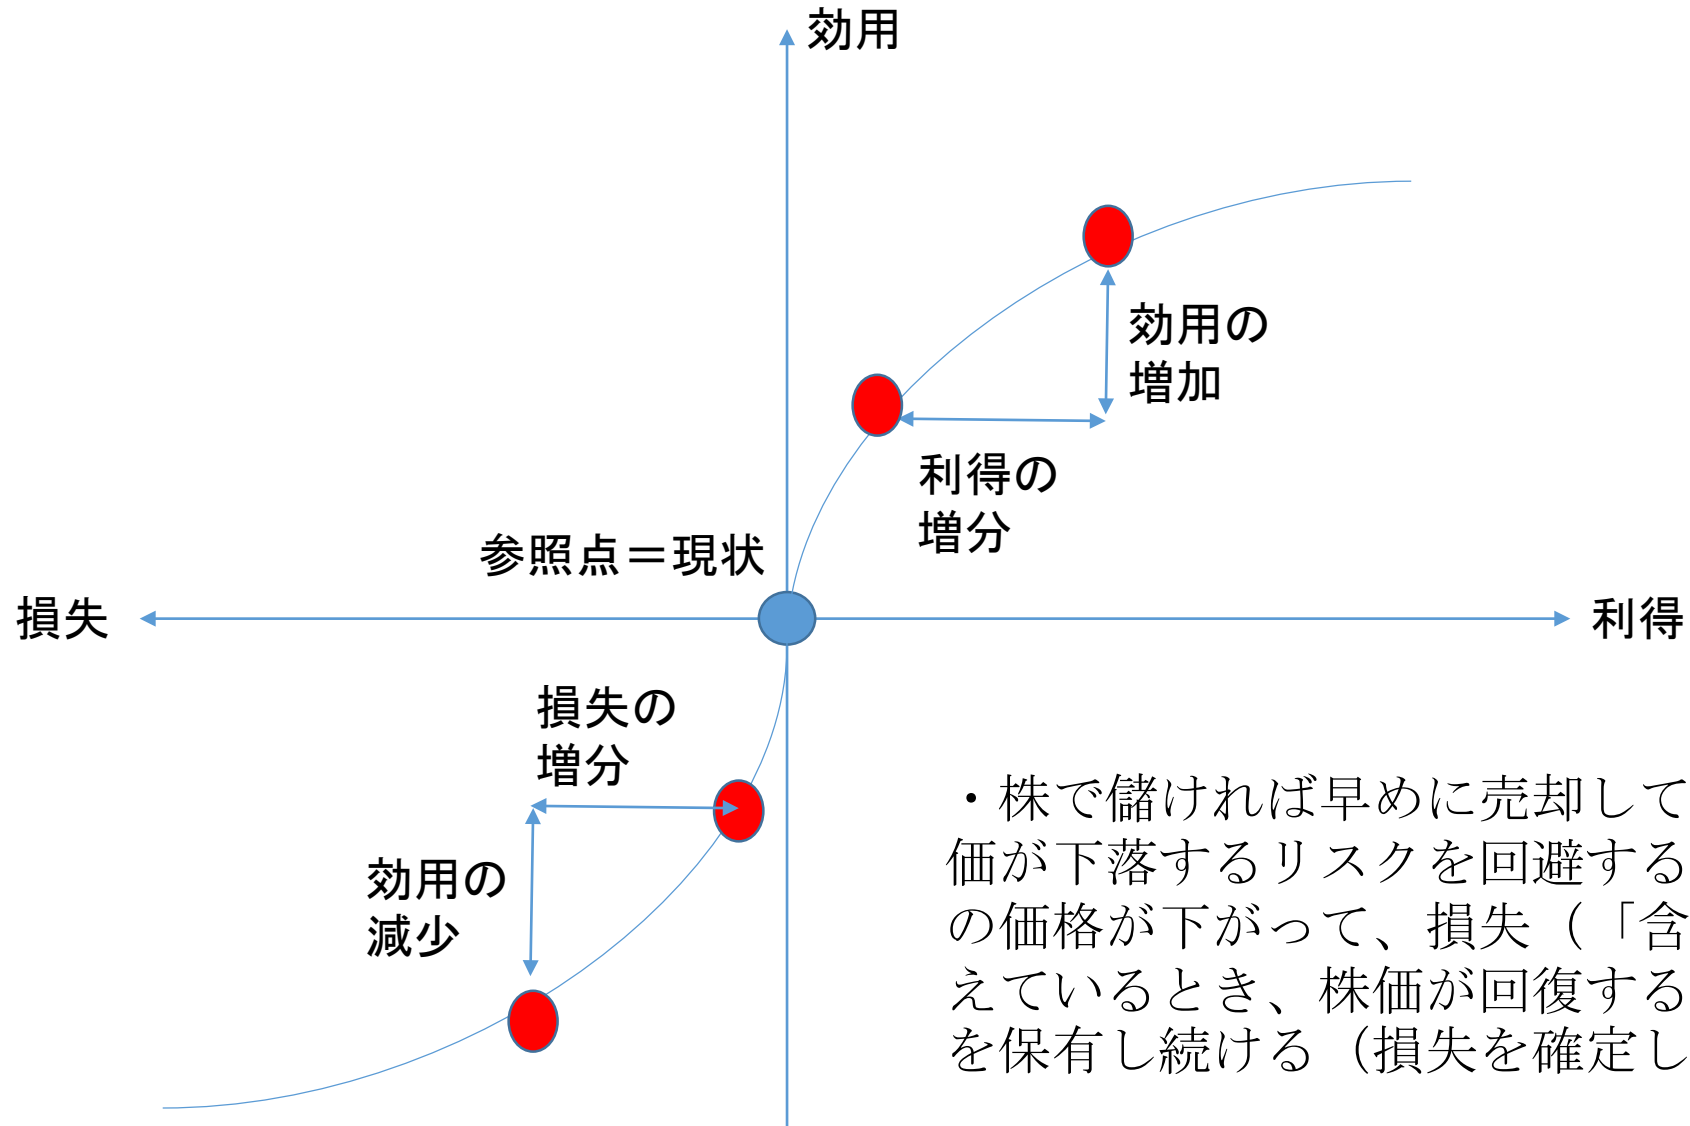 効用
効用の
増加
利得の
増分
参照点＝現状
損失
利得
損失の
増分
効用の
減少
・株で儲ければ早めに売却して
価が下落するリスクを回避する
の価格が下がって、損失（「含
えているとき、株価が回復する
を保有し続ける（損失を確定し